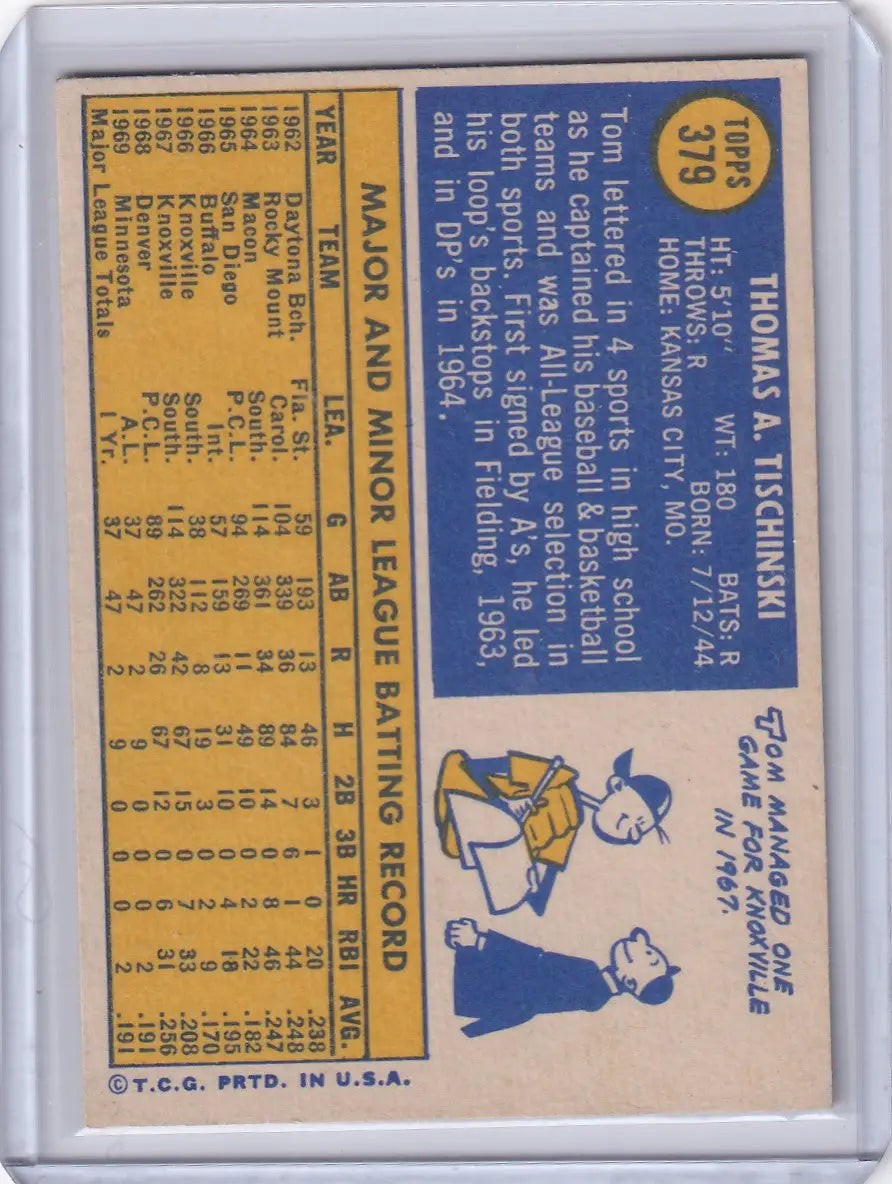 TOPPS
379
THOMAS A. TISCHINSKI
HT: 5'10" WT: 180 BATS: R
THROWS: R BORN: 7/12/44
HOME: KANSAS CITY, MO.
Tom lettered in 4 sports in high school
as he captained his baseball & basketball
teams and was All-League selection in
both sports. First signed by A's, he led
his loop's backstops in Fielding, 1963,
and in DP's in 1964.
TOM MANAGED ONE
GAME FOR KNOXVILLE
IN 1967.
MAJOR AND MINOR LEAGUE BATTING RECORD
YEAR TEAM LEA. G AB R H 2B 3B HR RBI AVG.
1962 Daytona Bch. Fla. St. 59 193 13 46 3 1 0 20 .238
1963 Rocky Mount Carol. 104 339 36 84 7 6 1 44 .248
1964 Macon South. 114 361 34 89 14 0 8 46 .247
1965 San Diego P.C.L. 94 269 11 49 10 0 2 22 .182
1966 Buffalo Int. 57 159 13 31 10 0 4 18 .195
1966 Knoxville South. 38 112 8 19 3 0 2 9 .170
1967 Knoxville South. 114 322 42 67 15 0 7 33 .208
1968 Denver P.C.L. 89 262 26 67 12 0 6 31 .256
1969 Minnesota A.L. 37 47 2 9 0 0 0 2 .191
Major League Totals 1 Yr. 37 47 2 9 0 0 0 2 .191
©T.C.G. PRTD. IN U.S.A.